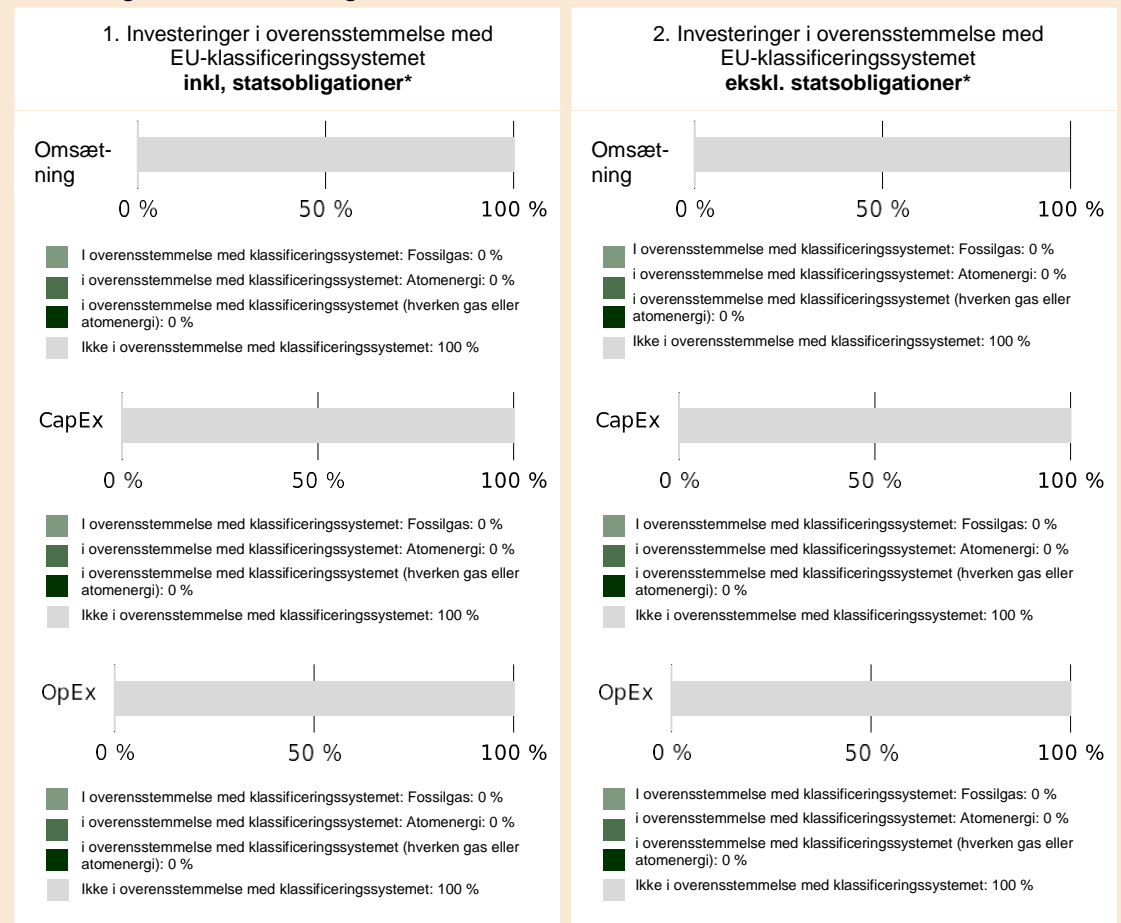 1. Investeringer i overensstemmelse med
EU-klassificeringssystemet
inkl, statsobligationer*
Omsæt-
ning
0 %
50 %
100 %
I overensstemmelse med klassificeringssystemet: Fossilgas: 0 %
i overensstemmelse med klassificeringssystemet: Atomenergi: 0 %
i overensstemmelse med klassificeringssystemet (hverken gas eller
atomenergi): 0 %
Ikke i overensstemmelse med klassificeringssystemet: 100 %
CapEx
0 %
50 %
100 %
I overensstemmelse med klassificeringssystemet: Fossilgas: 0 %
i overensstemmelse med klassificeringssystemet: Atomenergi: 0 %
i overensstemmelse med klassificeringssystemet (hverken gas eller
atomenergi): 0 %
Ikke i overensstemmelse med klassificeringssystemet: 100 %
OpEx
0 %
50 %
100 %
I overensstemmelse med klassificeringssystemet: Fossilgas: 0 %
i overensstemmelse med klassificeringssystemet: Atomenergi: 0 %
i overensstemmelse med klassificeringssystemet (hverken gas eller
atomenergi): 0 %
Ikke i overensstemmelse med klassificeringssystemet: 100 %
2. Investeringer i overensstemmelse med
EU-klassificeringssystemet
ekskl. statsobligationer*
Omsæt-
ning
0 %
50 %
100 %
I overensstemmelse med klassificeringssystemet: Fossilgas: 0 %
i overensstemmelse med klassificeringssystemet: Atomenergi: 0 %
i overensstemmelse med klassificeringssystemet (hverken gas eller
atomenergi): 0 %
Ikke i overensstemmelse med klassificeringssystemet: 100 %
CapEx
0 %
50 %
100 %
I overensstemmelse med klassificeringssystemet: Fossilgas: 0 %
i overensstemmelse med klassificeringssystemet: Atomenergi: 0 %
i overensstemmelse med klassificeringssystemet (hverken gas eller
atomenergi): 0 %
Ikke i overensstemmelse med klassificeringssystemet: 100 %
OpEx
0 %
50 %
100 %
I overensstemmelse med klassificeringssystemet: Fossilgas: 0 %
i overensstemmelse med klassificeringssystemet: Atomenergi: 0 %
i overensstemmelse med klassificeringssystemet (hverken gas eller
atomenergi): 0 %
Ikke i overensstemmelse med klassificeringssystemet: 100 %